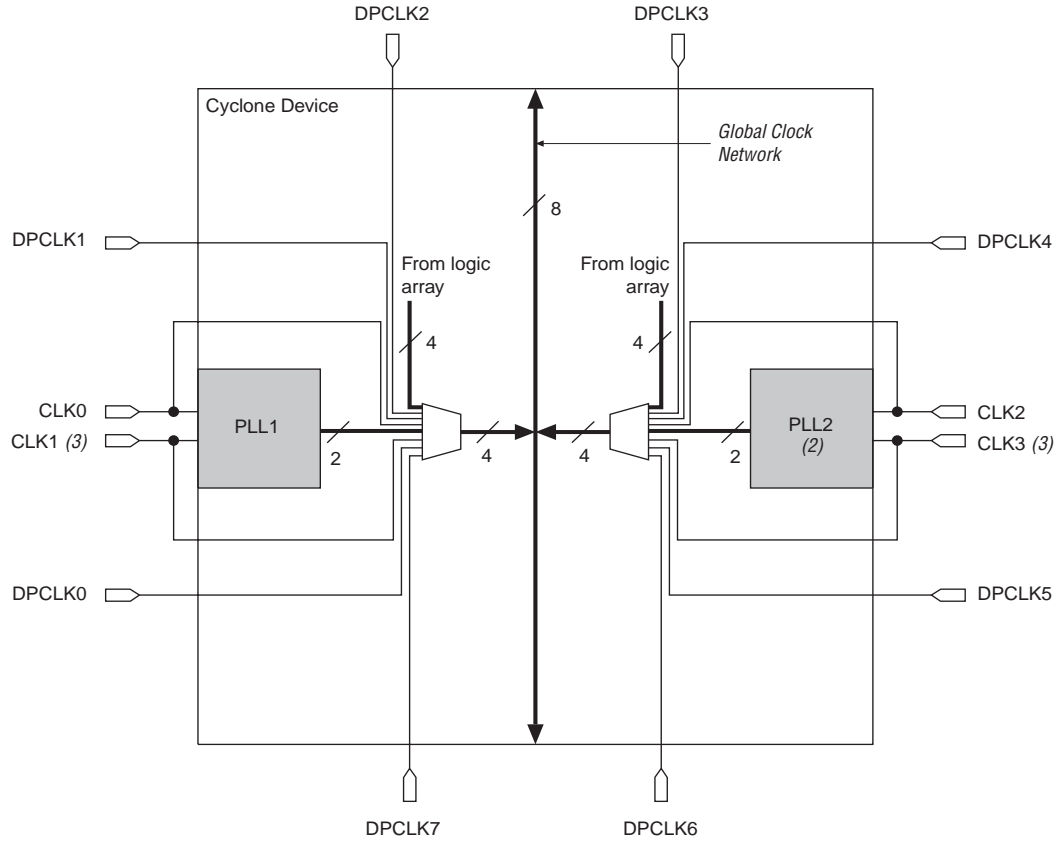 DPCLK2
DPCLK3
Cyclone Device
Global Clock
Network
8
DPCLK1
DPCLK4
From logic
array
From logic
array
4
4
CLK0
CLK1 (3)
PLL1
2
4
4
2
PLL2
(2)
CLK2
CLK3 (3)
DPCLK0
DPCLK5
DPCLK7
DPCLK6